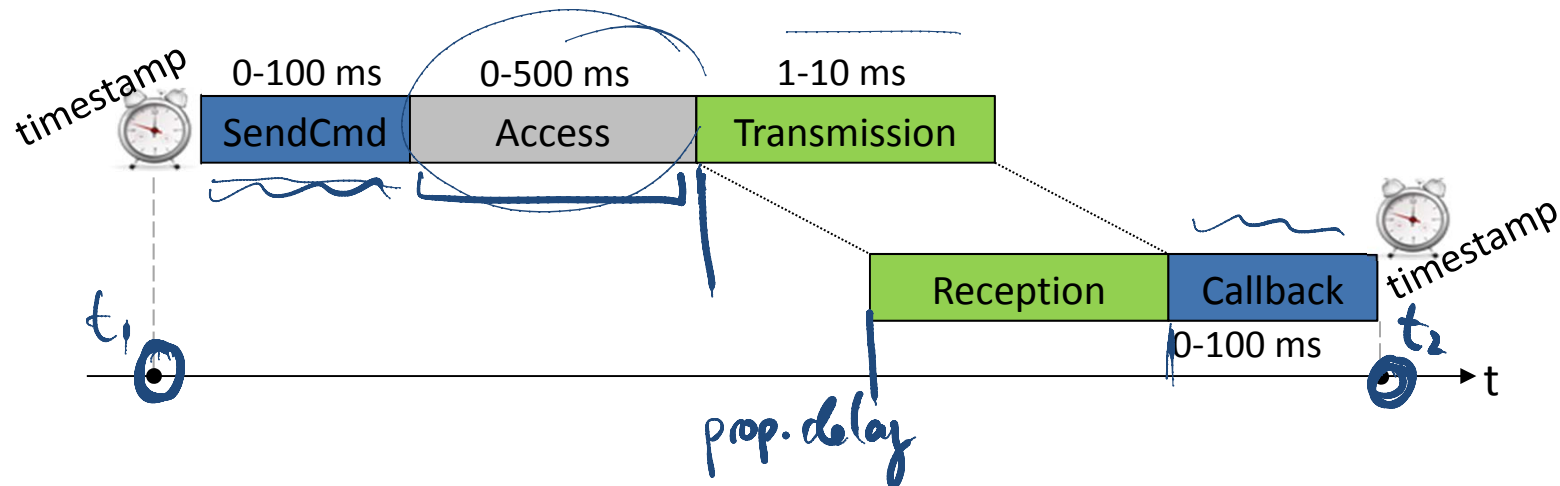 timestamp
0-100 ms 0-500 ms 1-10 ms
SendCmd Access Transmission
timestamp
Reception Callback
t₁ 0-100 ms t₂
t
prop. delay